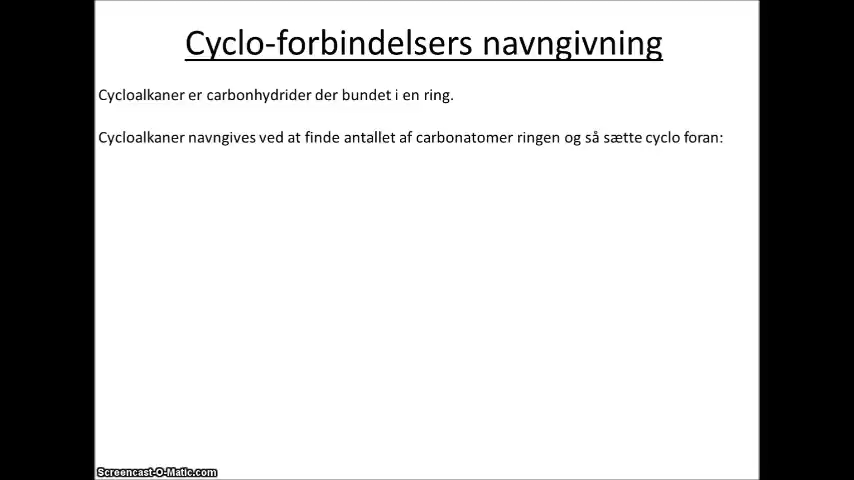 Cyclo-forbindelsers navngivning
Cycloalkaner er carbonhydrider der bundet i en ring.
Cycloalkaner navngives ved at finde antallet af carbonatomer ringen og så sætte cyclo foran:
Screencast-O-Matic.com